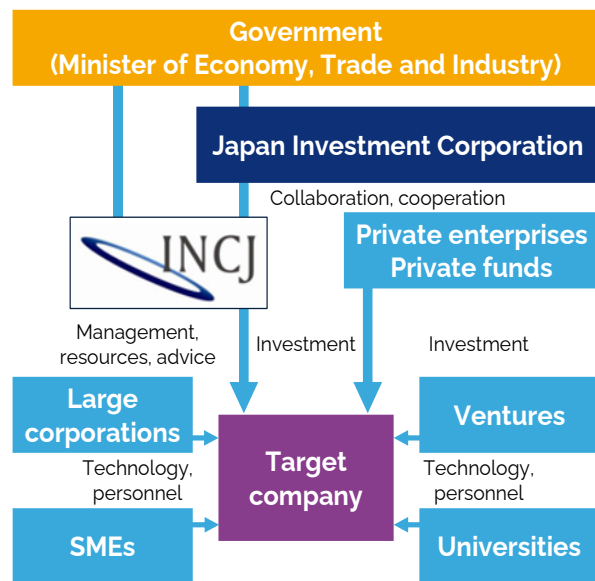 Government
(Minister of Economy, Trade and Industry)
Japan Investment Corporation
Collaboration, cooperation
INCJ
Private enterprises
Private funds
Management,
resources, advice
Investment
Investment
Large
corporations
Ventures
Target
company
Technology,
personnel
Technology,
personnel
SMEs
Universities